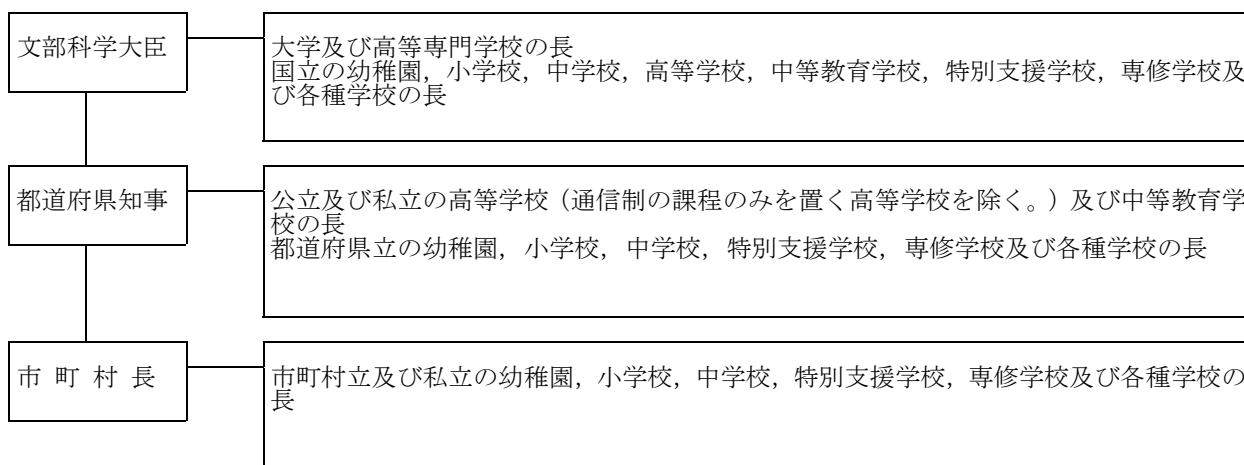 文部科学大臣
大学及び高等専門学校の長
国立の幼稚園，小学校，中学校，高等学校，中等教育学校，特別支援学校，専修学校及
び各種学校の長
都道府県知事
公立及び私立の高等学校（通信制の課程のみを置く高等学校を除く。）及び中等教育学
校の長
都道府県立の幼稚園，小学校，中学校，特別支援学校，専修学校及び各種学校の長
市 町 村 長
市町村立及び私立の幼稚園，小学校，中学校，特別支援学校，専修学校及び各種学校の
長